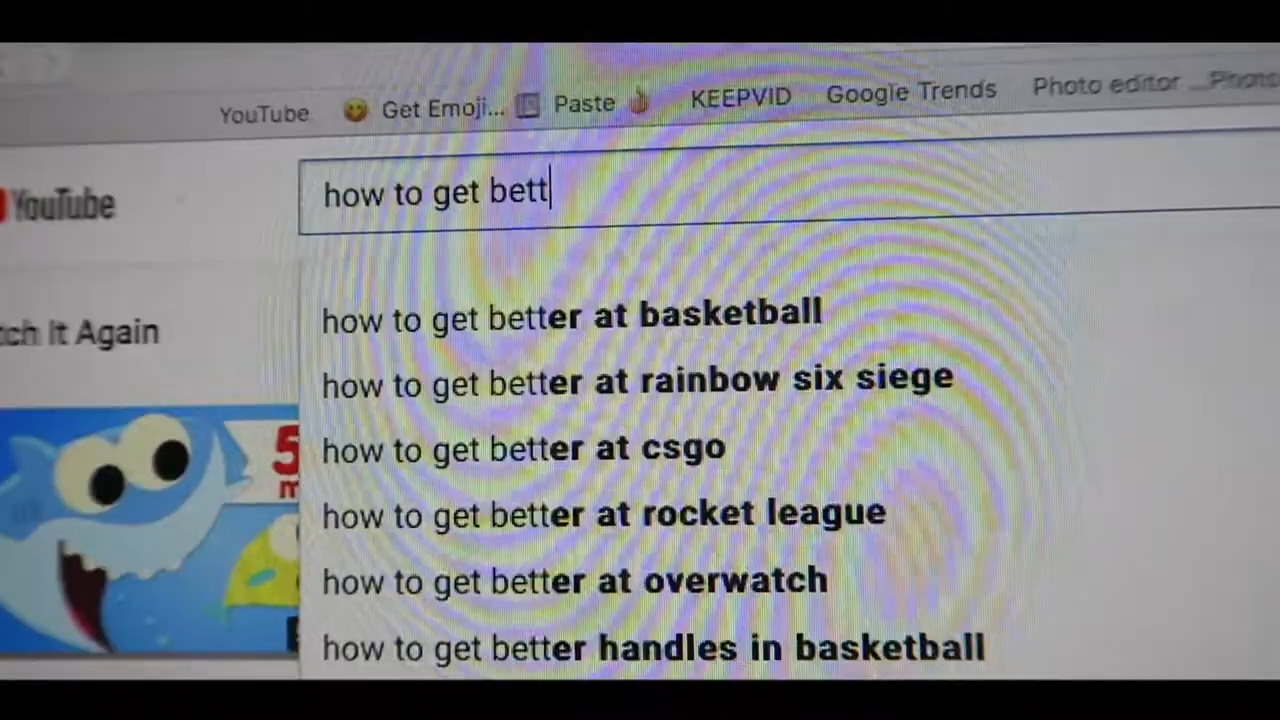 YouTube Get Emoji... Paste KEEPVID Google Trends Photo editor ...
YouTube
how to get bett
how to get better at basketball
how to get better at rainbow six siege
tch It Again
how to get better at csgo
5
how to get better at rocket league
how to get better at overwatch
how to get better handles in basketball